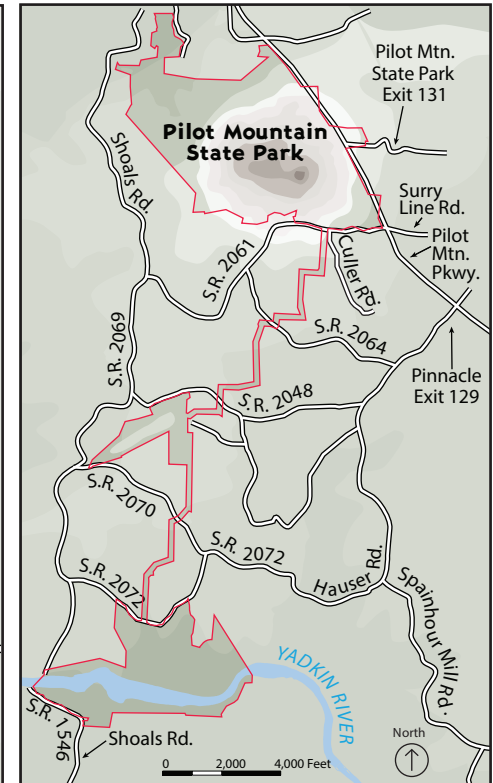 Pilot Mtn.
State Park
Exit 131
Pilot Mountain
State Park
Shoals Rd.
Surry
Line Rd.
Pilot
Mtn.
Pkwy.
Culler Rd.
S.R. 2061
S.R. 2064
S.R. 2069
Pinnacle
Exit 129
S.R. 2048
S.R. 2070
S.R. 2072
S.R. 2072
Hauser Rd.
Spainhour Mill Rd.
YADKIN RIVER
S.R. 1546
Shoals Rd.
North
0 2,000 4,000 Feet